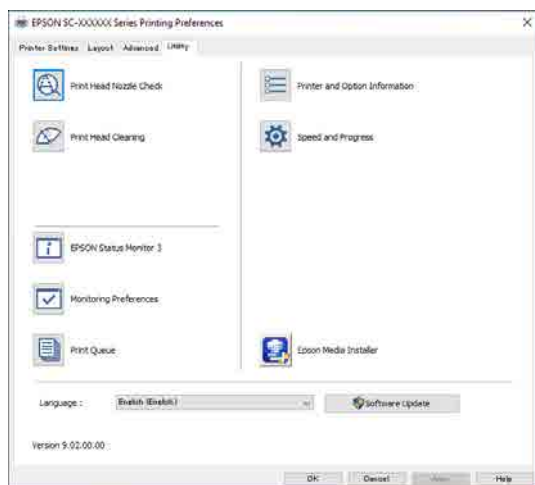 EPSON SC-XXXXXX Series Printing Preferences
Printer Settings Layout Advanced Utility
Print Head Nozzle Check
Print Head Cleaning
EPSON Status Monitor 3
Monitoring Preferences
Print Queue
Printer and Option Information
Speed and Progress
Epson Media Installer
Language :
English (English)
Software Update
Version 9.02.00.00
OK Cancel Apply Help